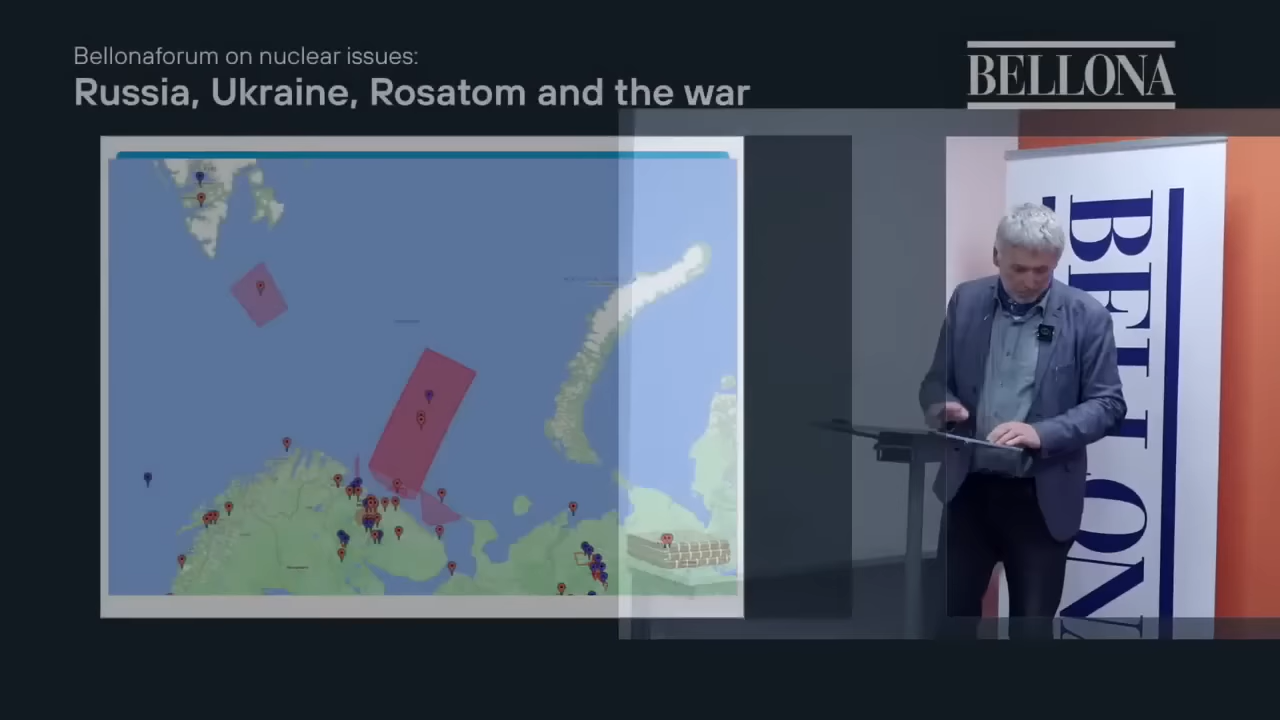 Bellonaforum on nuclear issues:
Russia, Ukraine, Rosatom and the war
BELLONA
BELLONA